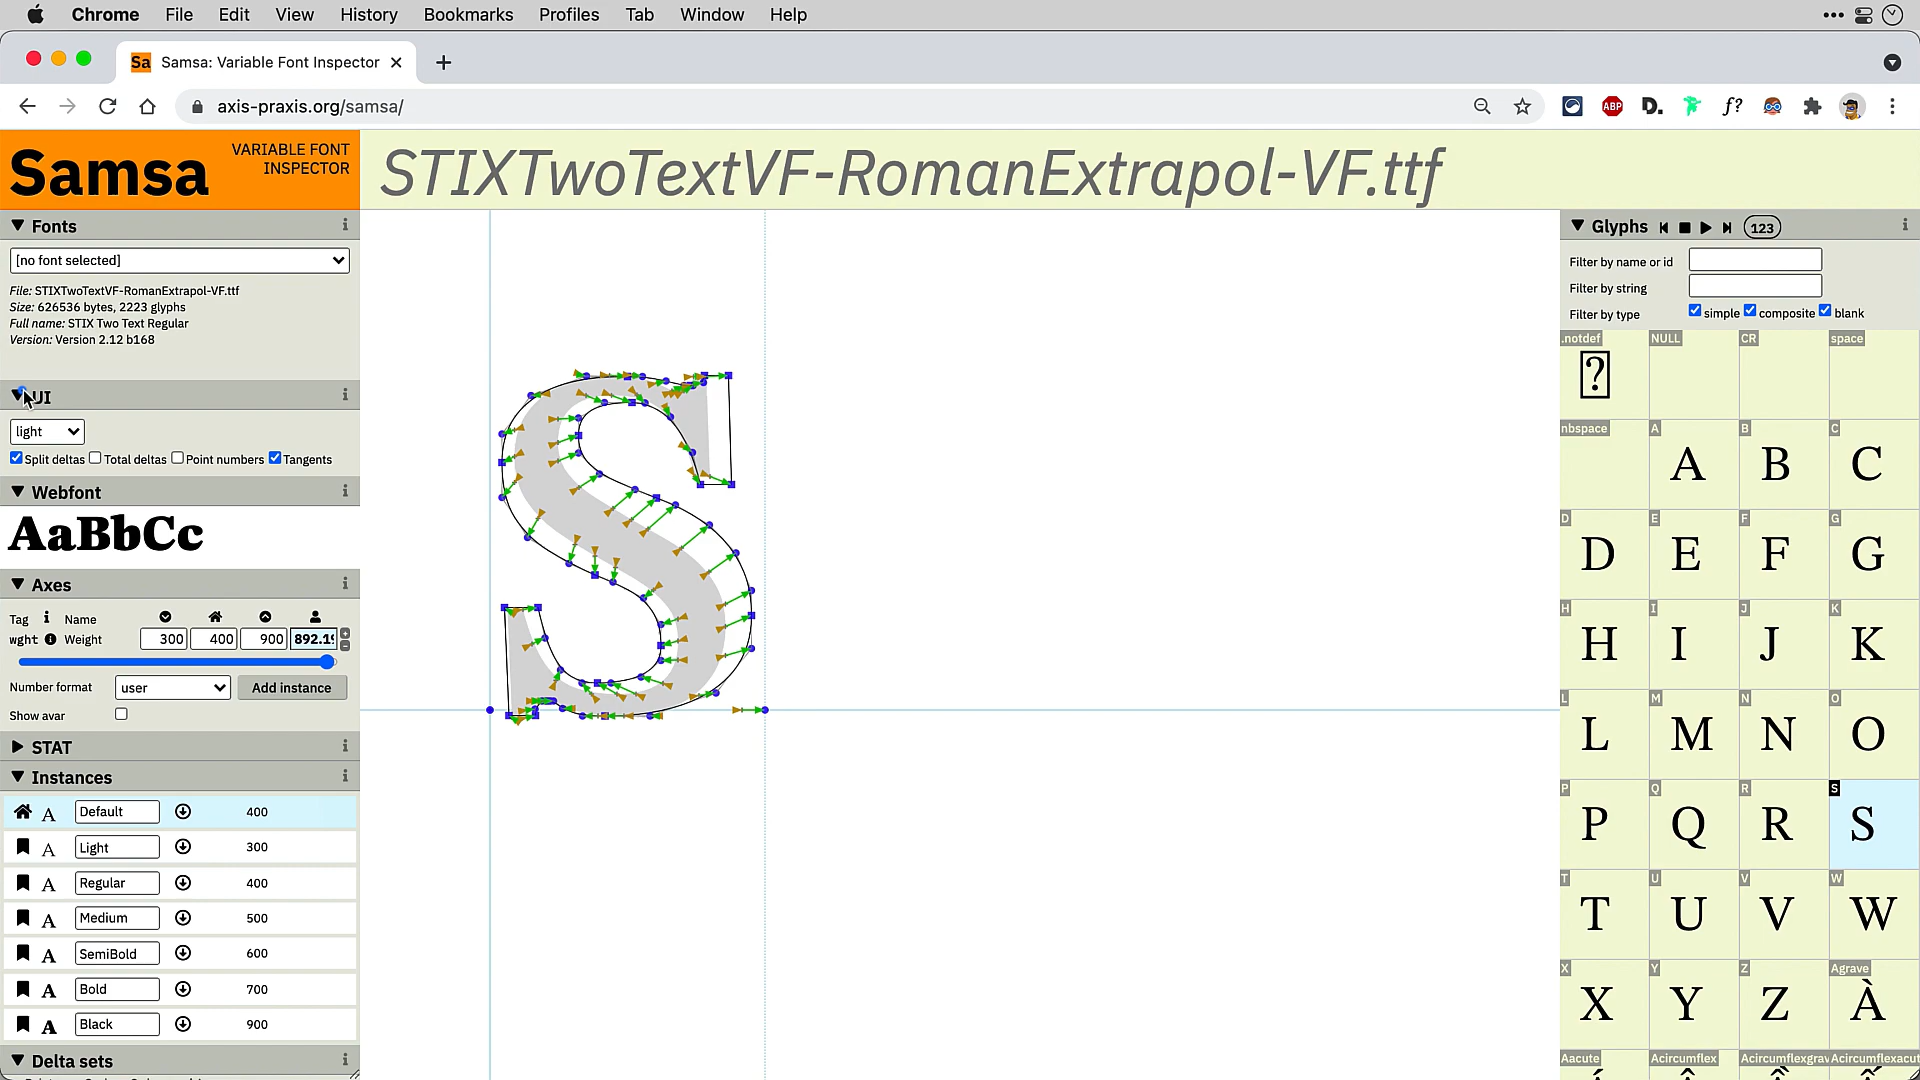 Chrome File Edit View History Bookmarks Profiles Tab Window Help
Sa Samsa: Variable Font Inspector
axis-praxis.org/samsa/
ABP D. f?
Samsa VARIABLE FONT INSPECTOR
STIXTwoTextVF-RomanExtrapol-VF.ttf
Fonts
[no font selected]
File: STIXTwoTextVF-RomanExtrapol-VF.ttf
Size: 626536 bytes, 2223 glyphs
Full name: STIX Two Text Regular
Version: Version 2.12 b168
UI
light
Split deltas Total deltas Point numbers Tangents
Webfont
AaBbCc
Axes
Tag Name
wght Weight 300 400 900
Number format user Add instance
Show avar
STAT
Instances
A Default 400
A Light 300
A Regular 400
A Medium 500
A SemiBold 600
A Bold 700
A Black 900
Delta sets
S
Glyphs 123
Filter by name or id
Filter by string
Filter by type simple composite blank
.notdef NULL CR space
?
nbspace A B C
A B C
D E F G
D E F G
H I J K
H I J K
L M N O
L M N O
P Q R S
P Q R S
T U V W
T U V W
X Y Z Agrave
X Y Z À
Aacute Acircumflex Acircumflexgrav Acircumflexacut